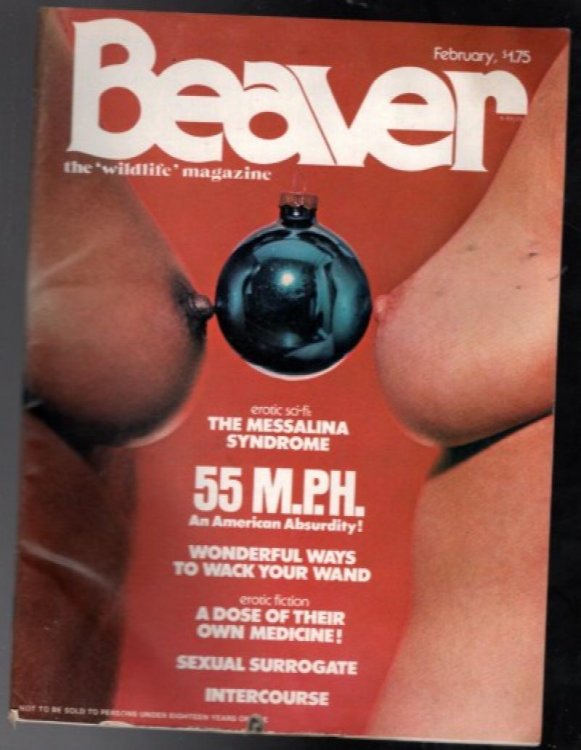 Beaver
February, $1.75
the 'wildlife' magazine
erotic sci-fi:
THE MESSALINA
SYNDROME
55 M.P.H.
An American Absurdity!
WONDERFUL WAYS
TO WACK YOUR WAND
erotic fiction
A DOSE OF THEIR
OWN MEDICINE!
SEXUAL SURROGATE
INTERCOURSE
NOT TO BE SOLD TO PERSONS UNDER EIGHTEEN YEARS OF